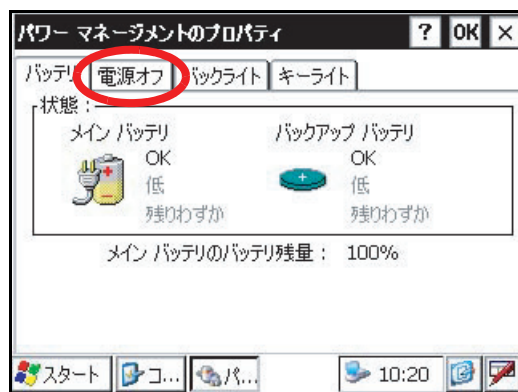 パワー マネージメントのプロパティ ? OK ×
バッテリ 電源オフ バックライト キーライト
状態：
メイン バッテリ バックアップ バッテリ
OK OK
低 低
残りわずか 残りわずか
メイン バッテリのバッテリ残量： 100%
スタート コ... パ... 10:20